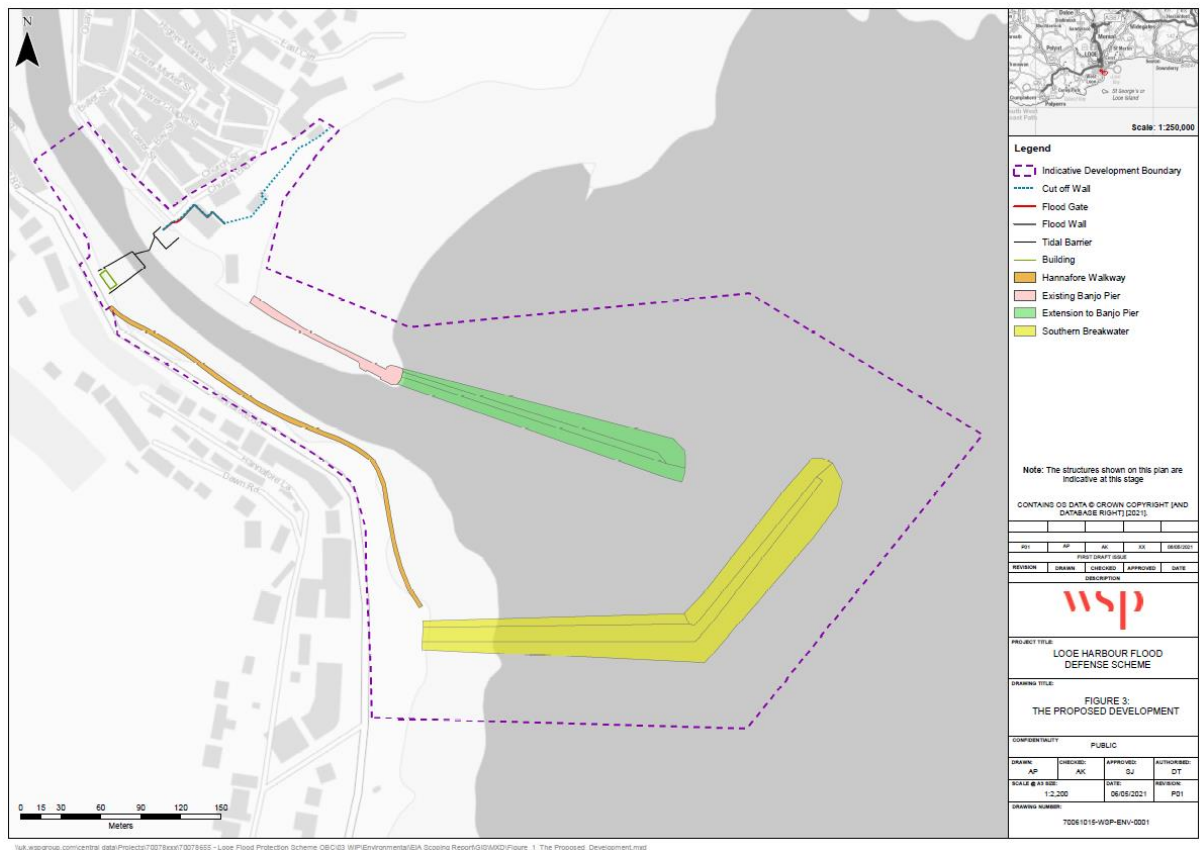 N
Scale: 1:250,000
Legend
Indicative Development Boundary
Cut off Wall
Flood Gate
Flood Wall
Tidal Barrier
Building
Hannafore Walkway
Existing Banjo Pier
Extension to Banjo Pier
Southern Breakwater
Hannafore Ln
Dawn Rd
Note: The structures shown on this plan are
indicative at this stage
CONTAINS OS DATA © CROWN COPYRIGHT [AND
DATABASE RIGHT] [2021].
P01 AP AK XX 06/05/2021
FIRST DRAFT ISSUE
REVISION DRAWN CHECKED APPROVED DATE
DESCRIPTION
wsp
PROJECT TITLE:
LOOE HARBOUR FLOOD
DEFENSE SCHEME
DRAWING TITLE:
FIGURE 3:
THE PROPOSED DEVELOPMENT
CONFIDENTIALITY
PUBLIC
DRAWN: CHECKED: APPROVED: AUTHORISED:
AP AK SJ DT
SCALE @ A3 SIZE: DATE: REVISION:
1:2,200 06/05/2021 P01
DRAWING NUMBER:
70061015-WSP-ENV-0001
0 15 30 60 90 120 150
Meters